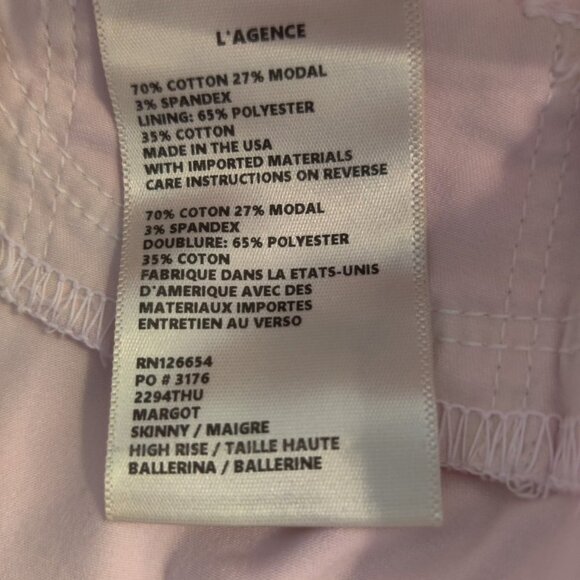 L'AGENCE
70% COTTON 27% MODAL
3% SPANDEX
LINING: 65% POLYESTER
35% COTTON
MADE IN THE USA
WITH IMPORTED MATERIALS
CARE INSTRUCTIONS ON REVERSE
70% COTON 27% MODAL
3% SPANDEX
DOUBLURE: 65% POLYESTER
35% COTON
FABRIQUE DANS LA ETATS-UNIS
D'AMERIQUE AVEC DES
MATERIAUX IMPORTES
ENTRETIEN AU VERSO
RN126654
PO # 3176
2294THU
MARGOT
SKINNY / MAIGRE
HIGH RISE / TAILLE HAUTE
BALLERINA / BALLERINE